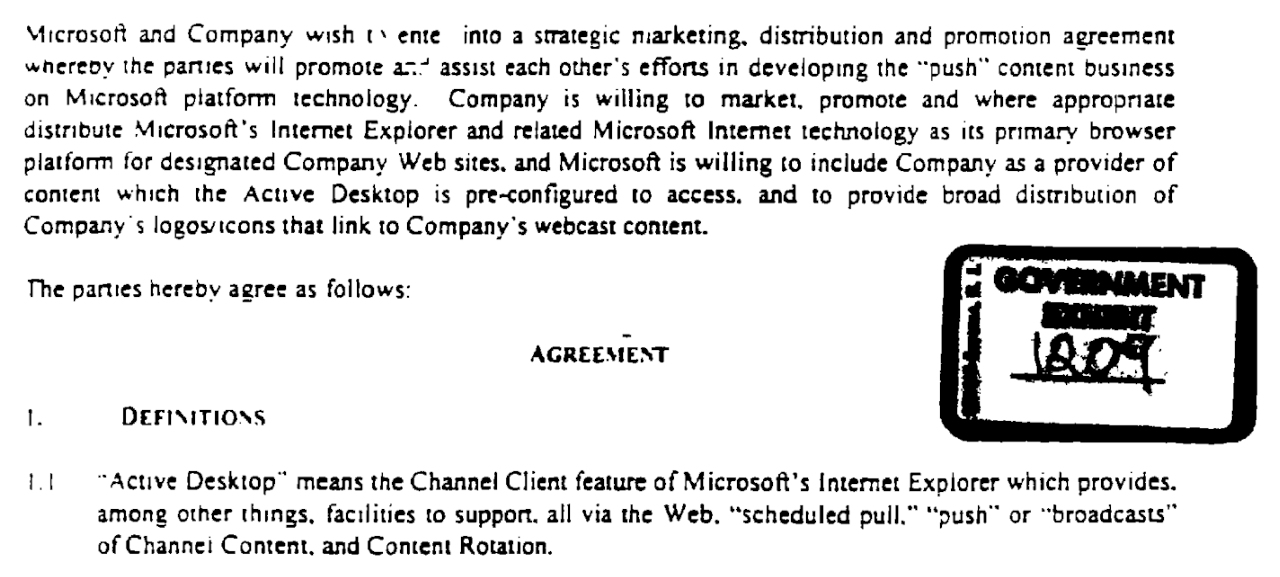 Microsoft and Company wish to enter into a strategic marketing, distribution and promotion agreement
whereby the parties will promote and assist each other's efforts in developing the "push" content business
on Microsoft platform technology. Company is willing to market, promote and where appropriate
distribute Microsoft's Internet Explorer and related Microsoft Internet technology as its primary browser
platform for designated Company Web sites, and Microsoft is willing to include Company as a provider of
content which the Active Desktop is pre-configured to access, and to provide broad distribution of
Company's logos/icons that link to Company's webcast content.
The parties hereby agree as follows:
GOVERNMENT
EXHIBIT
1209
AGREEMENT
1. DEFINITIONS
1.1 "Active Desktop" means the Channel Client feature of Microsoft's Internet Explorer which provides,
among other things, facilities to support, all via the Web, "scheduled pull," "push" or "broadcasts"
of Channel Content, and Content Rotation.